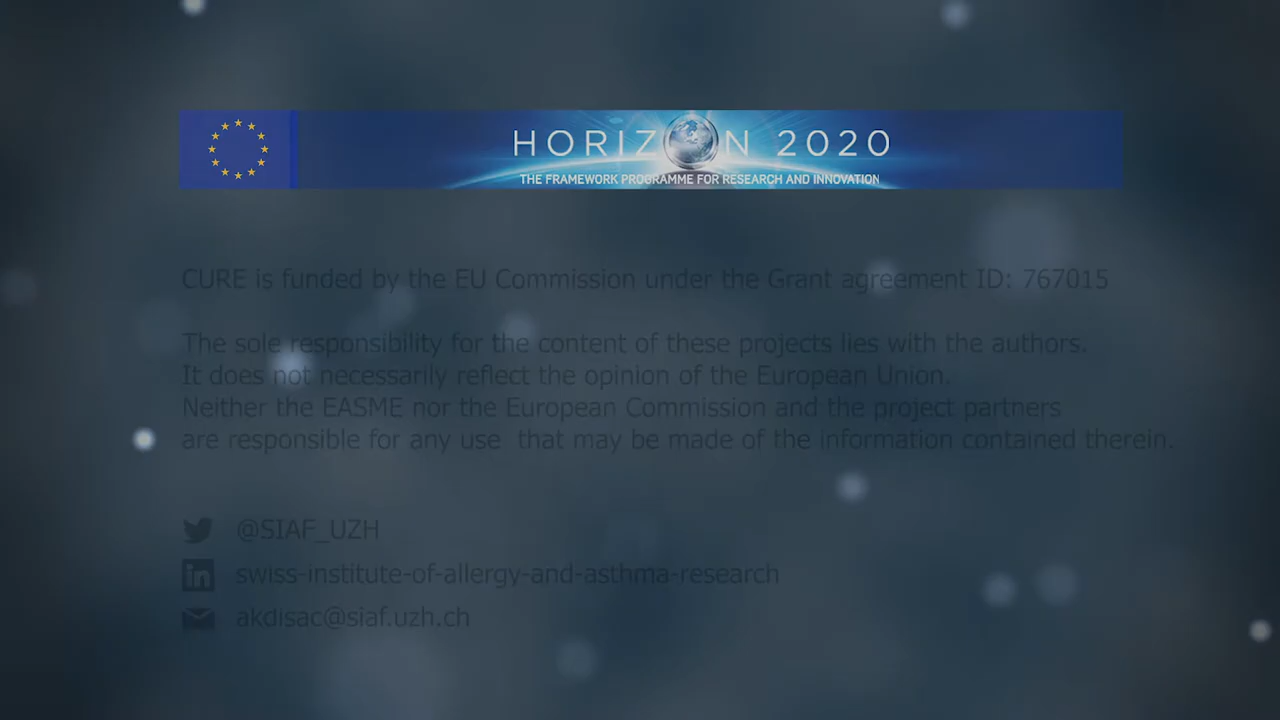 HORIZON 2020
THE FRAMEWORK PROGRAMME FOR RESEARCH AND INNOVATION
CURE is funded by the EU Commission under the Grant agreement ID: 767015
The sole responsibility for the content of these projects lies with the authors.
It does not necessarily reflect the opinion of the European Union.
Neither the EASME nor the European Commission and the project partners
are responsible for any use  that may be made of the information contained therein.
@SIAF_UZH
in swiss-institute-of-allergy-and-asthma-research
akdisac@siaf.uzh.ch